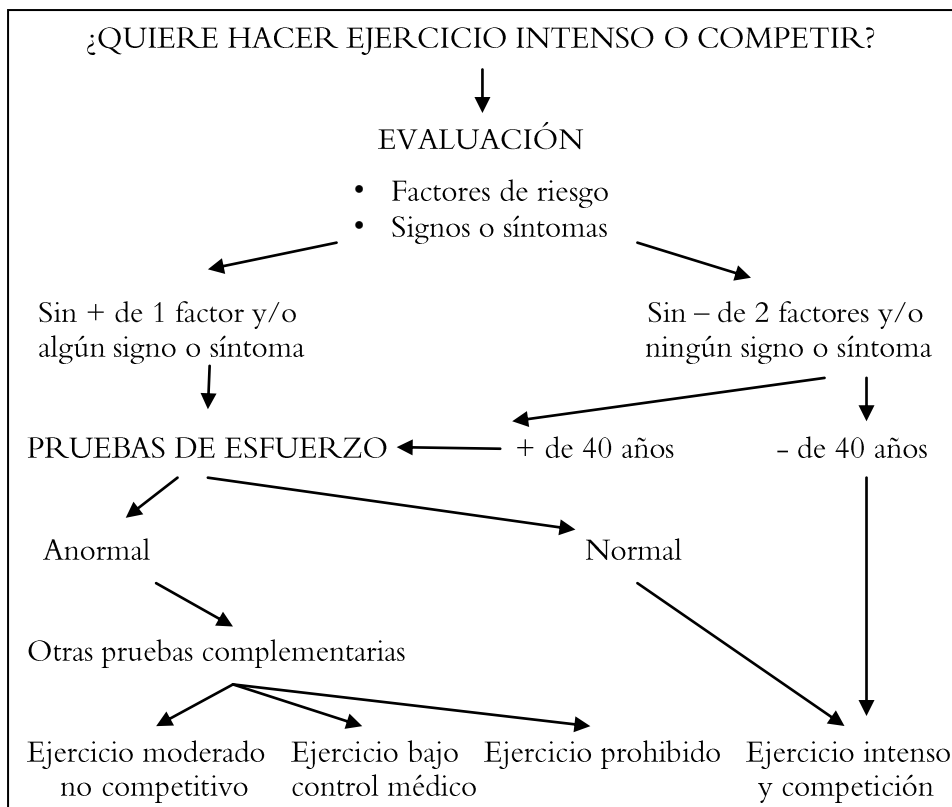 ¿QUIERE HACER EJERCICIO INTENSO O COMPETIR?
EVALUACIÓN
• Factores de riesgo
• Signos o síntomas
Sin + de 1 factor y/o
algún signo o síntoma
Sin – de 2 factores y/o
ningún signo o síntoma
PRUEBAS DE ESFUERZO
+ de 40 años
- de 40 años
Anormal
Normal
Otras pruebas complementarias
Ejercicio moderado
no competitivo
Ejercicio bajo
control médico
Ejercicio prohibido
Ejercicio intenso
y competición